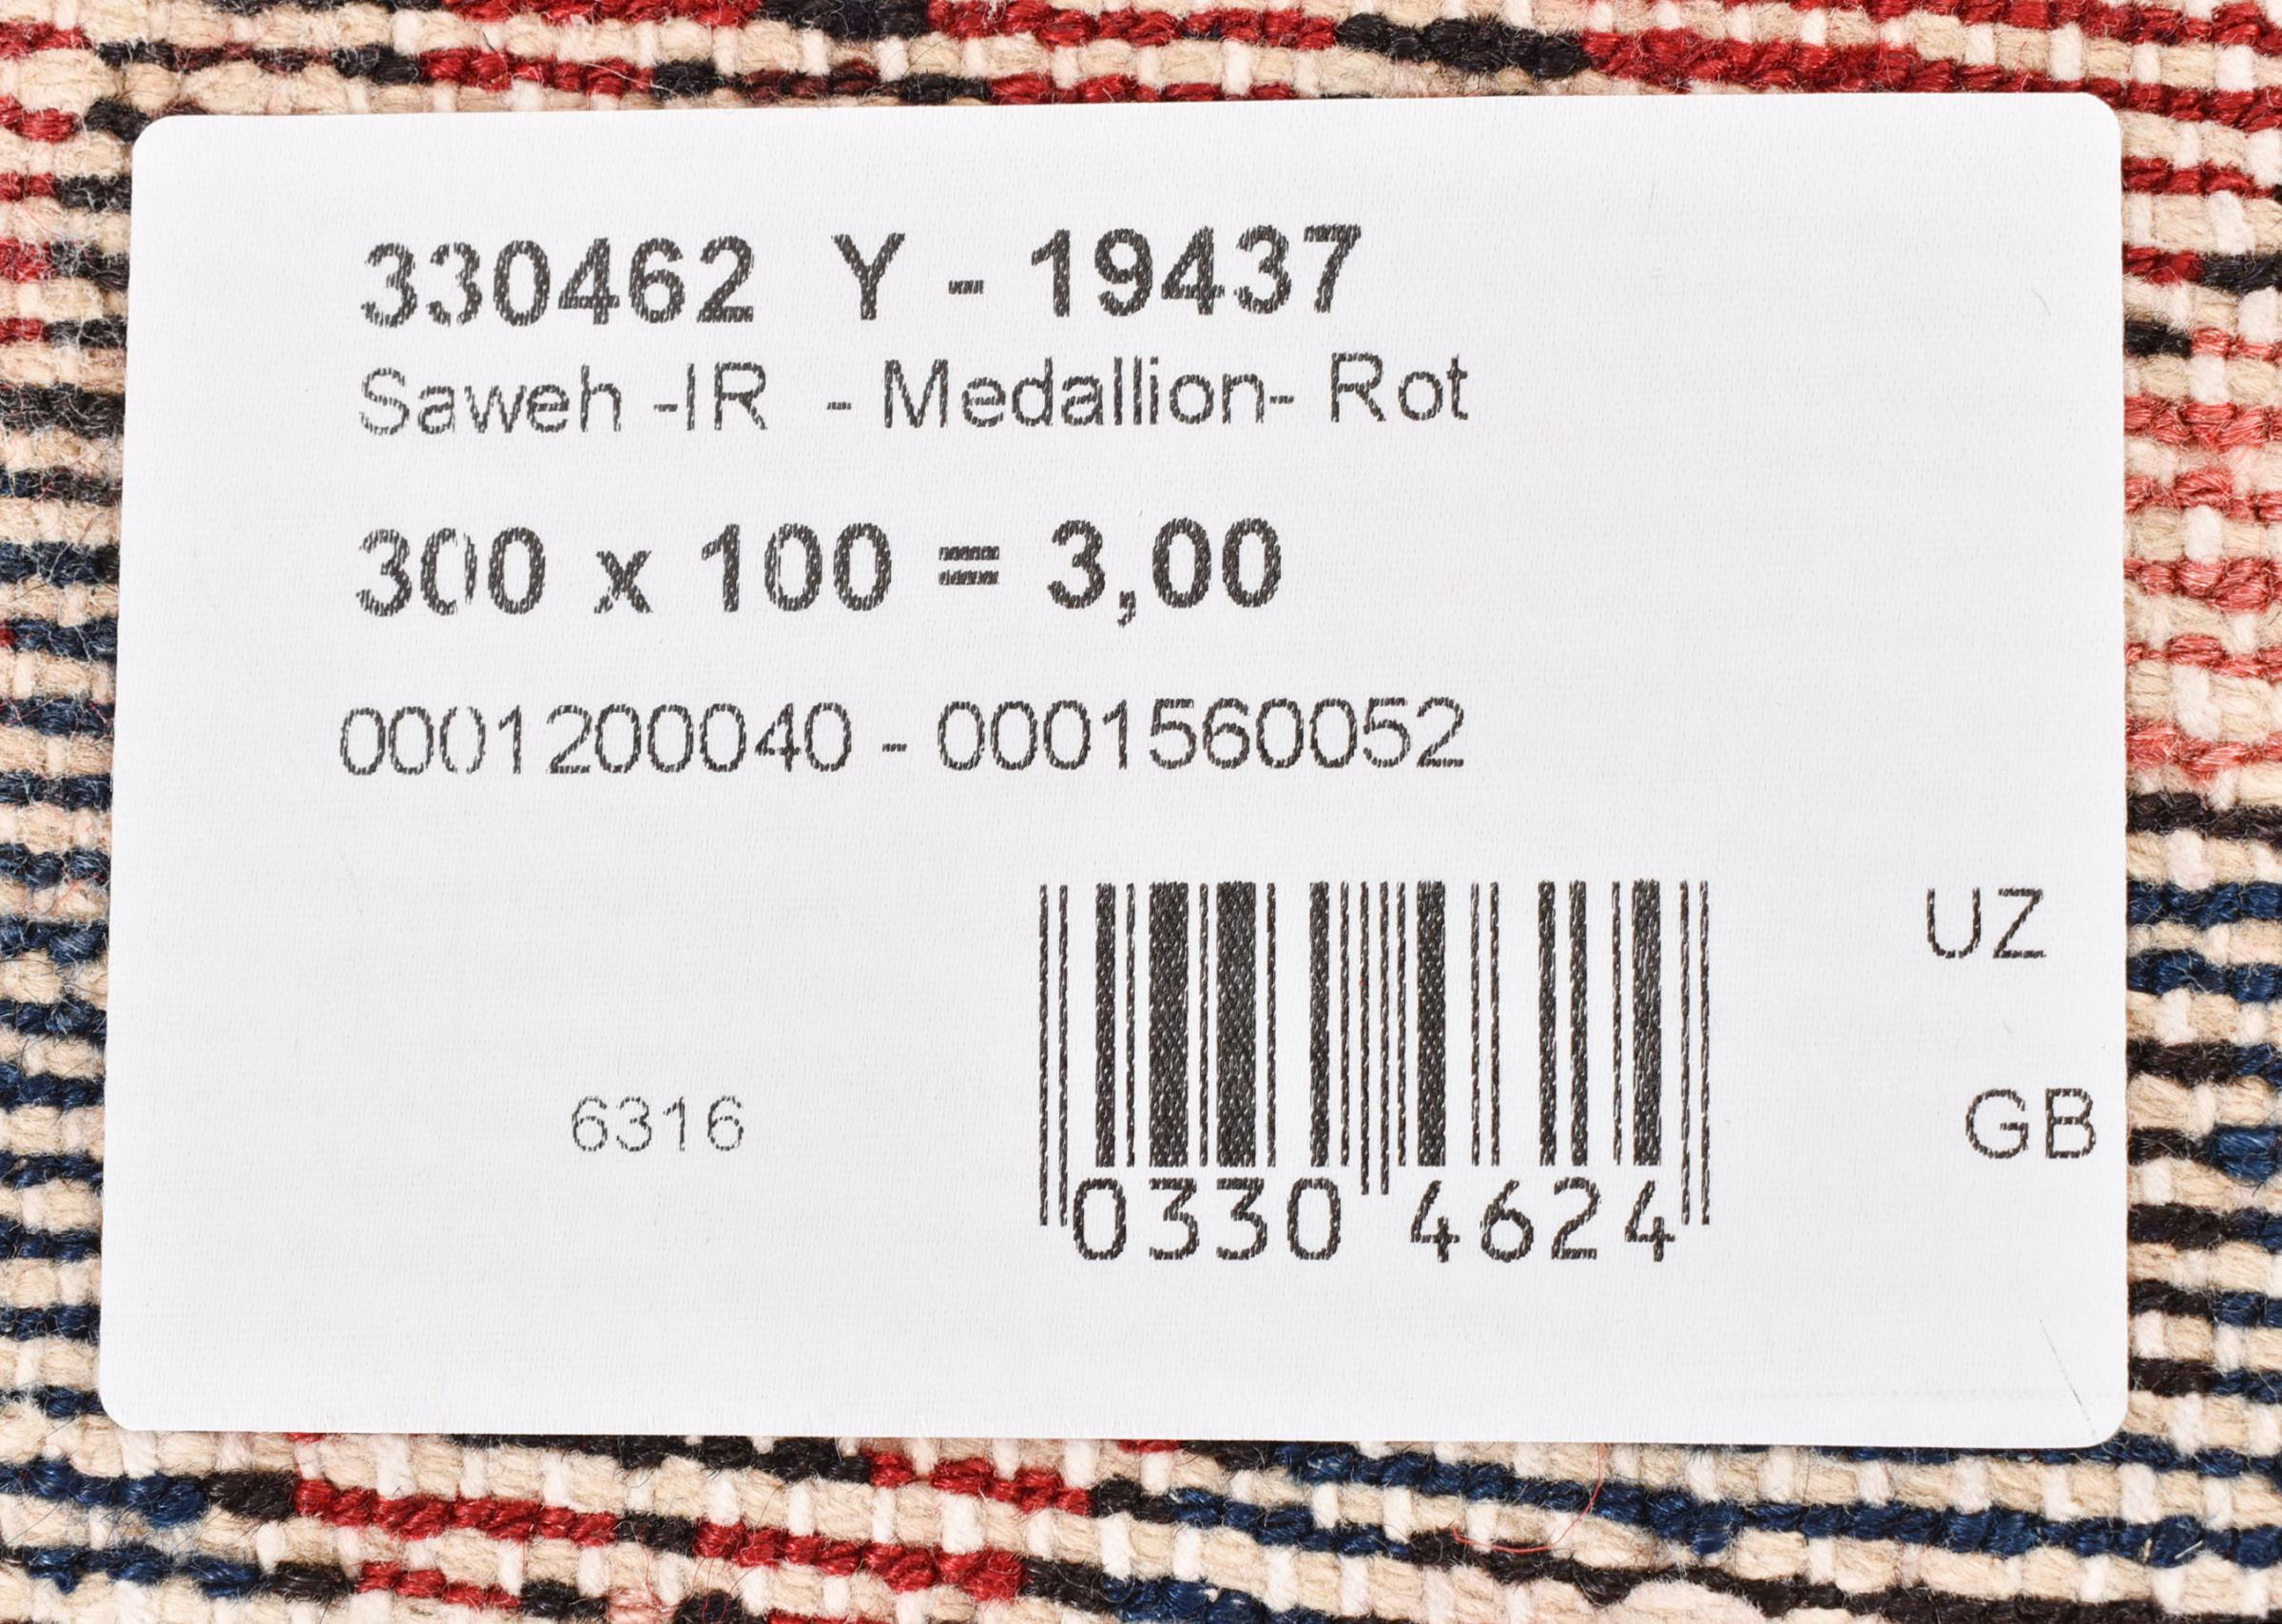 330462 Y - 19437
Saweh -IR - Medallion- Rot
300 x 100 = 3,00
0001200040 - 0001560052
UZ
6316
GB
0330 4624